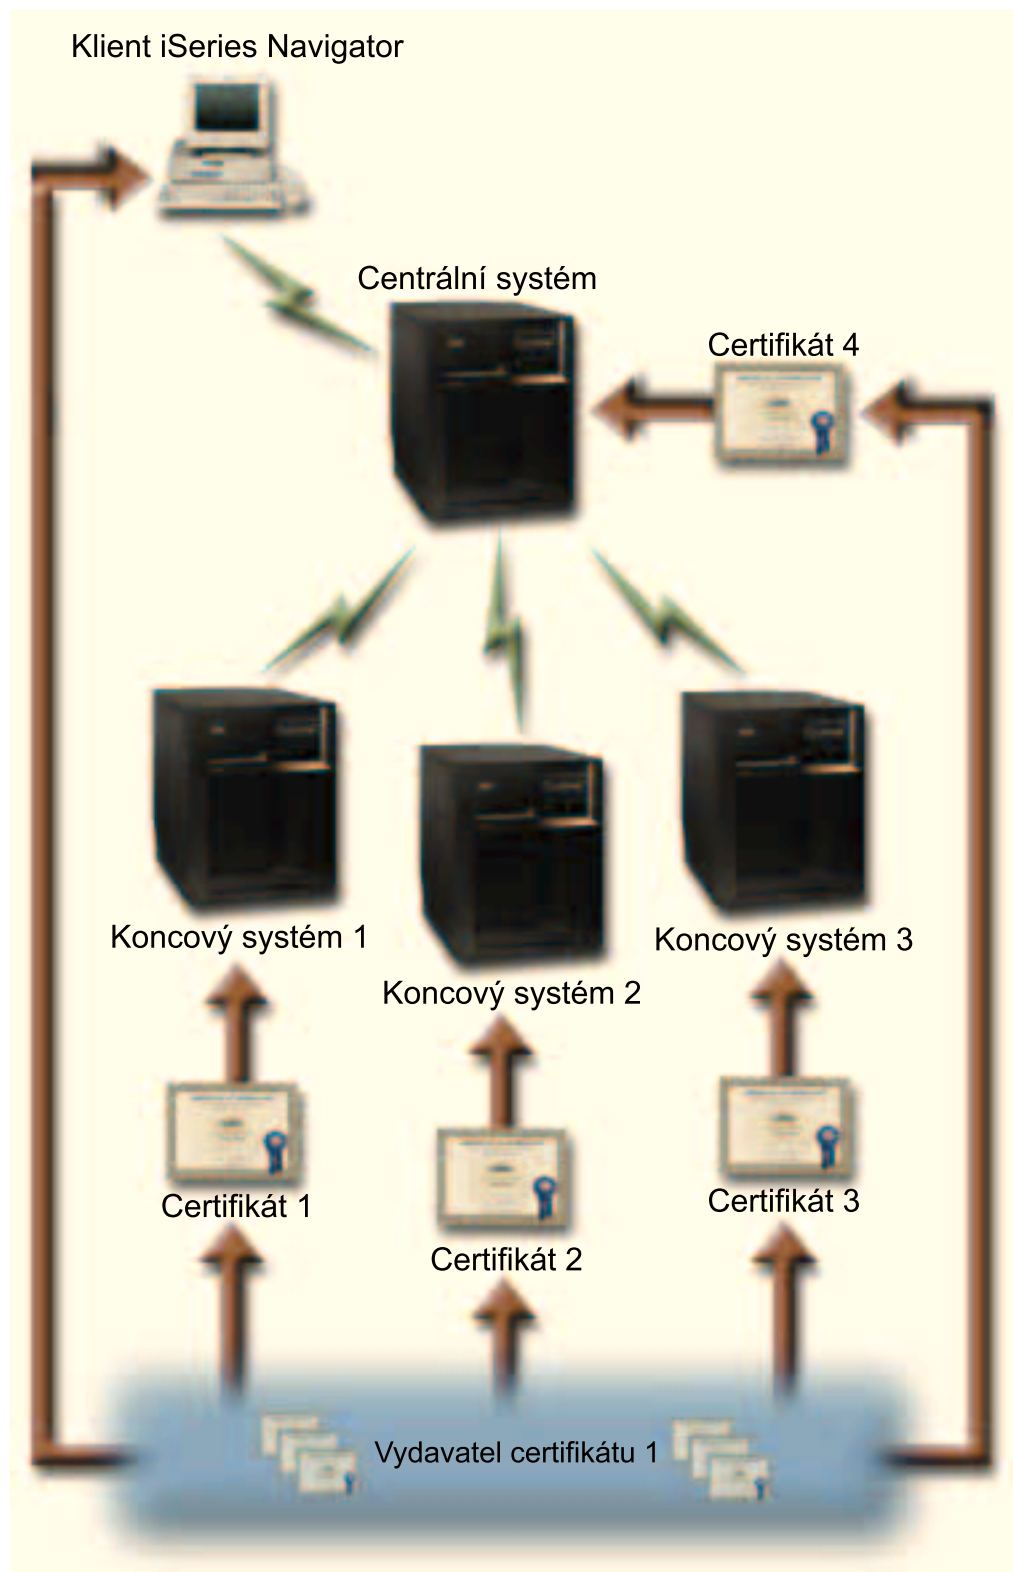 Klient iSeries Navigator
Centrální systém
Certifikát 4
Koncový systém 1
Koncový systém 2
Koncový systém 3
Certifikát 1
Certifikát 2
Certifikát 3
Vydavatel certifikátu 1